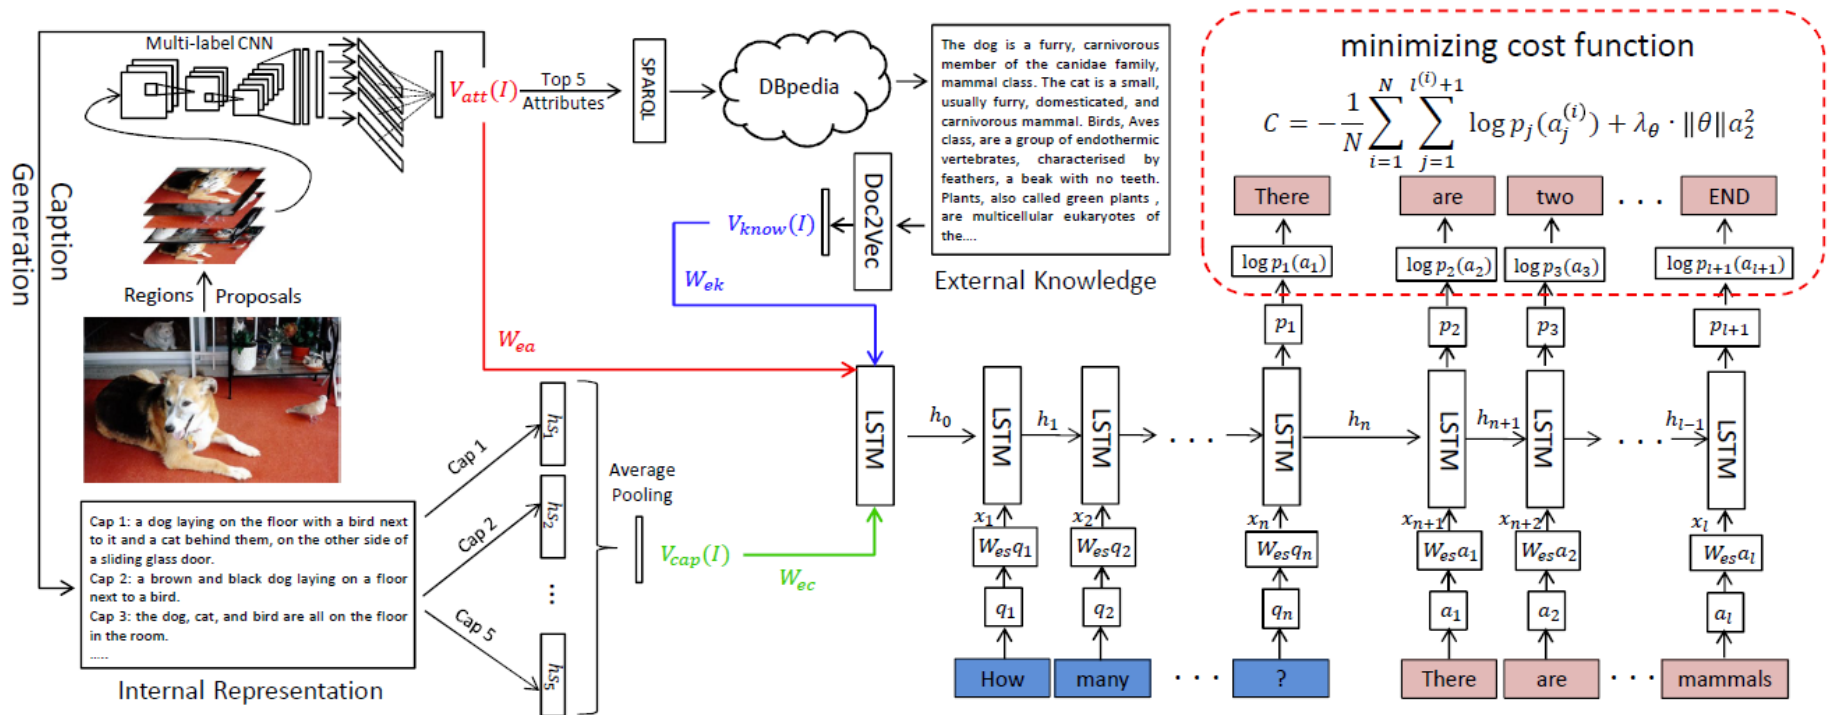 Caption
Generation
Multi-label CNN
V_att(I)
Top 5
Attributes
SPARQL
DBpedia
The dog is a furry, carnivorous
member of the canidae family,
mammal class. The cat is a small,
usually furry, domesticated, and
carnivorous mammal. Birds, Aves
class, are a group of endothermic
vertebrates, characterised by
feathers, a beak with no teeth.
Plants, also called green plants ,
are multicellular eukaryotes of
the....
External Knowledge
Doc2Vec
V_know(I)
W_ek
W_ea
Regions Proposals
Cap 1: a dog laying on the floor with a bird next
to it and a cat behind them, on the other side of
a sliding glass door.
Cap 2: a brown and black dog laying on a floor
next to a bird.
Cap 3: the dog, cat, and bird are all on the floor
in the room.
.....
Internal Representation
Cap 1
Cap 2
Cap 5
hs_1
hs_2
...
hs_5
Average
Pooling
V_cap(I)
W_ec
minimizing cost function
C = -\frac{1}{N} \sum_{i=1}^{N} \sum_{j=1}^{l^{(i)}+1} \log p_j(a_j^{(i)}) + λ_θ · ‖θ‖a_2^2
There are two . . . END
log p_1(a_1) log p_2(a_2) log p_3(a_3) log p_{l+1}(a_{l+1})
p_1 p_2 p_3 p_{l+1}
LSTM h_0 LSTM h_1 LSTM . . . LSTM h_n LSTM h_{n+1} LSTM . . . h_{l-1} LSTM
x_1 x_2 x_n x_{n+1} x_{n+2} x_l
W_es q_1 W_es q_2 W_es q_n W_es a_1 W_es a_2 W_es a_l
q_1 q_2 q_n a_1 a_2 a_l
How many . . . ? There are . . . mammals